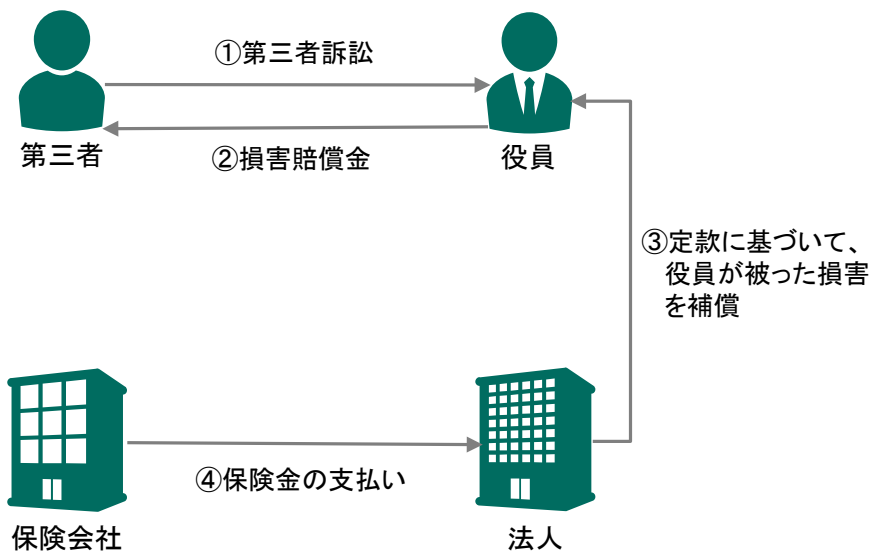 ①第三者訴訟
第三者
②損害賠償金
役員
③定款に基づいて、
役員が被った損害
を補償
④保険金の支払い
保険会社
法人